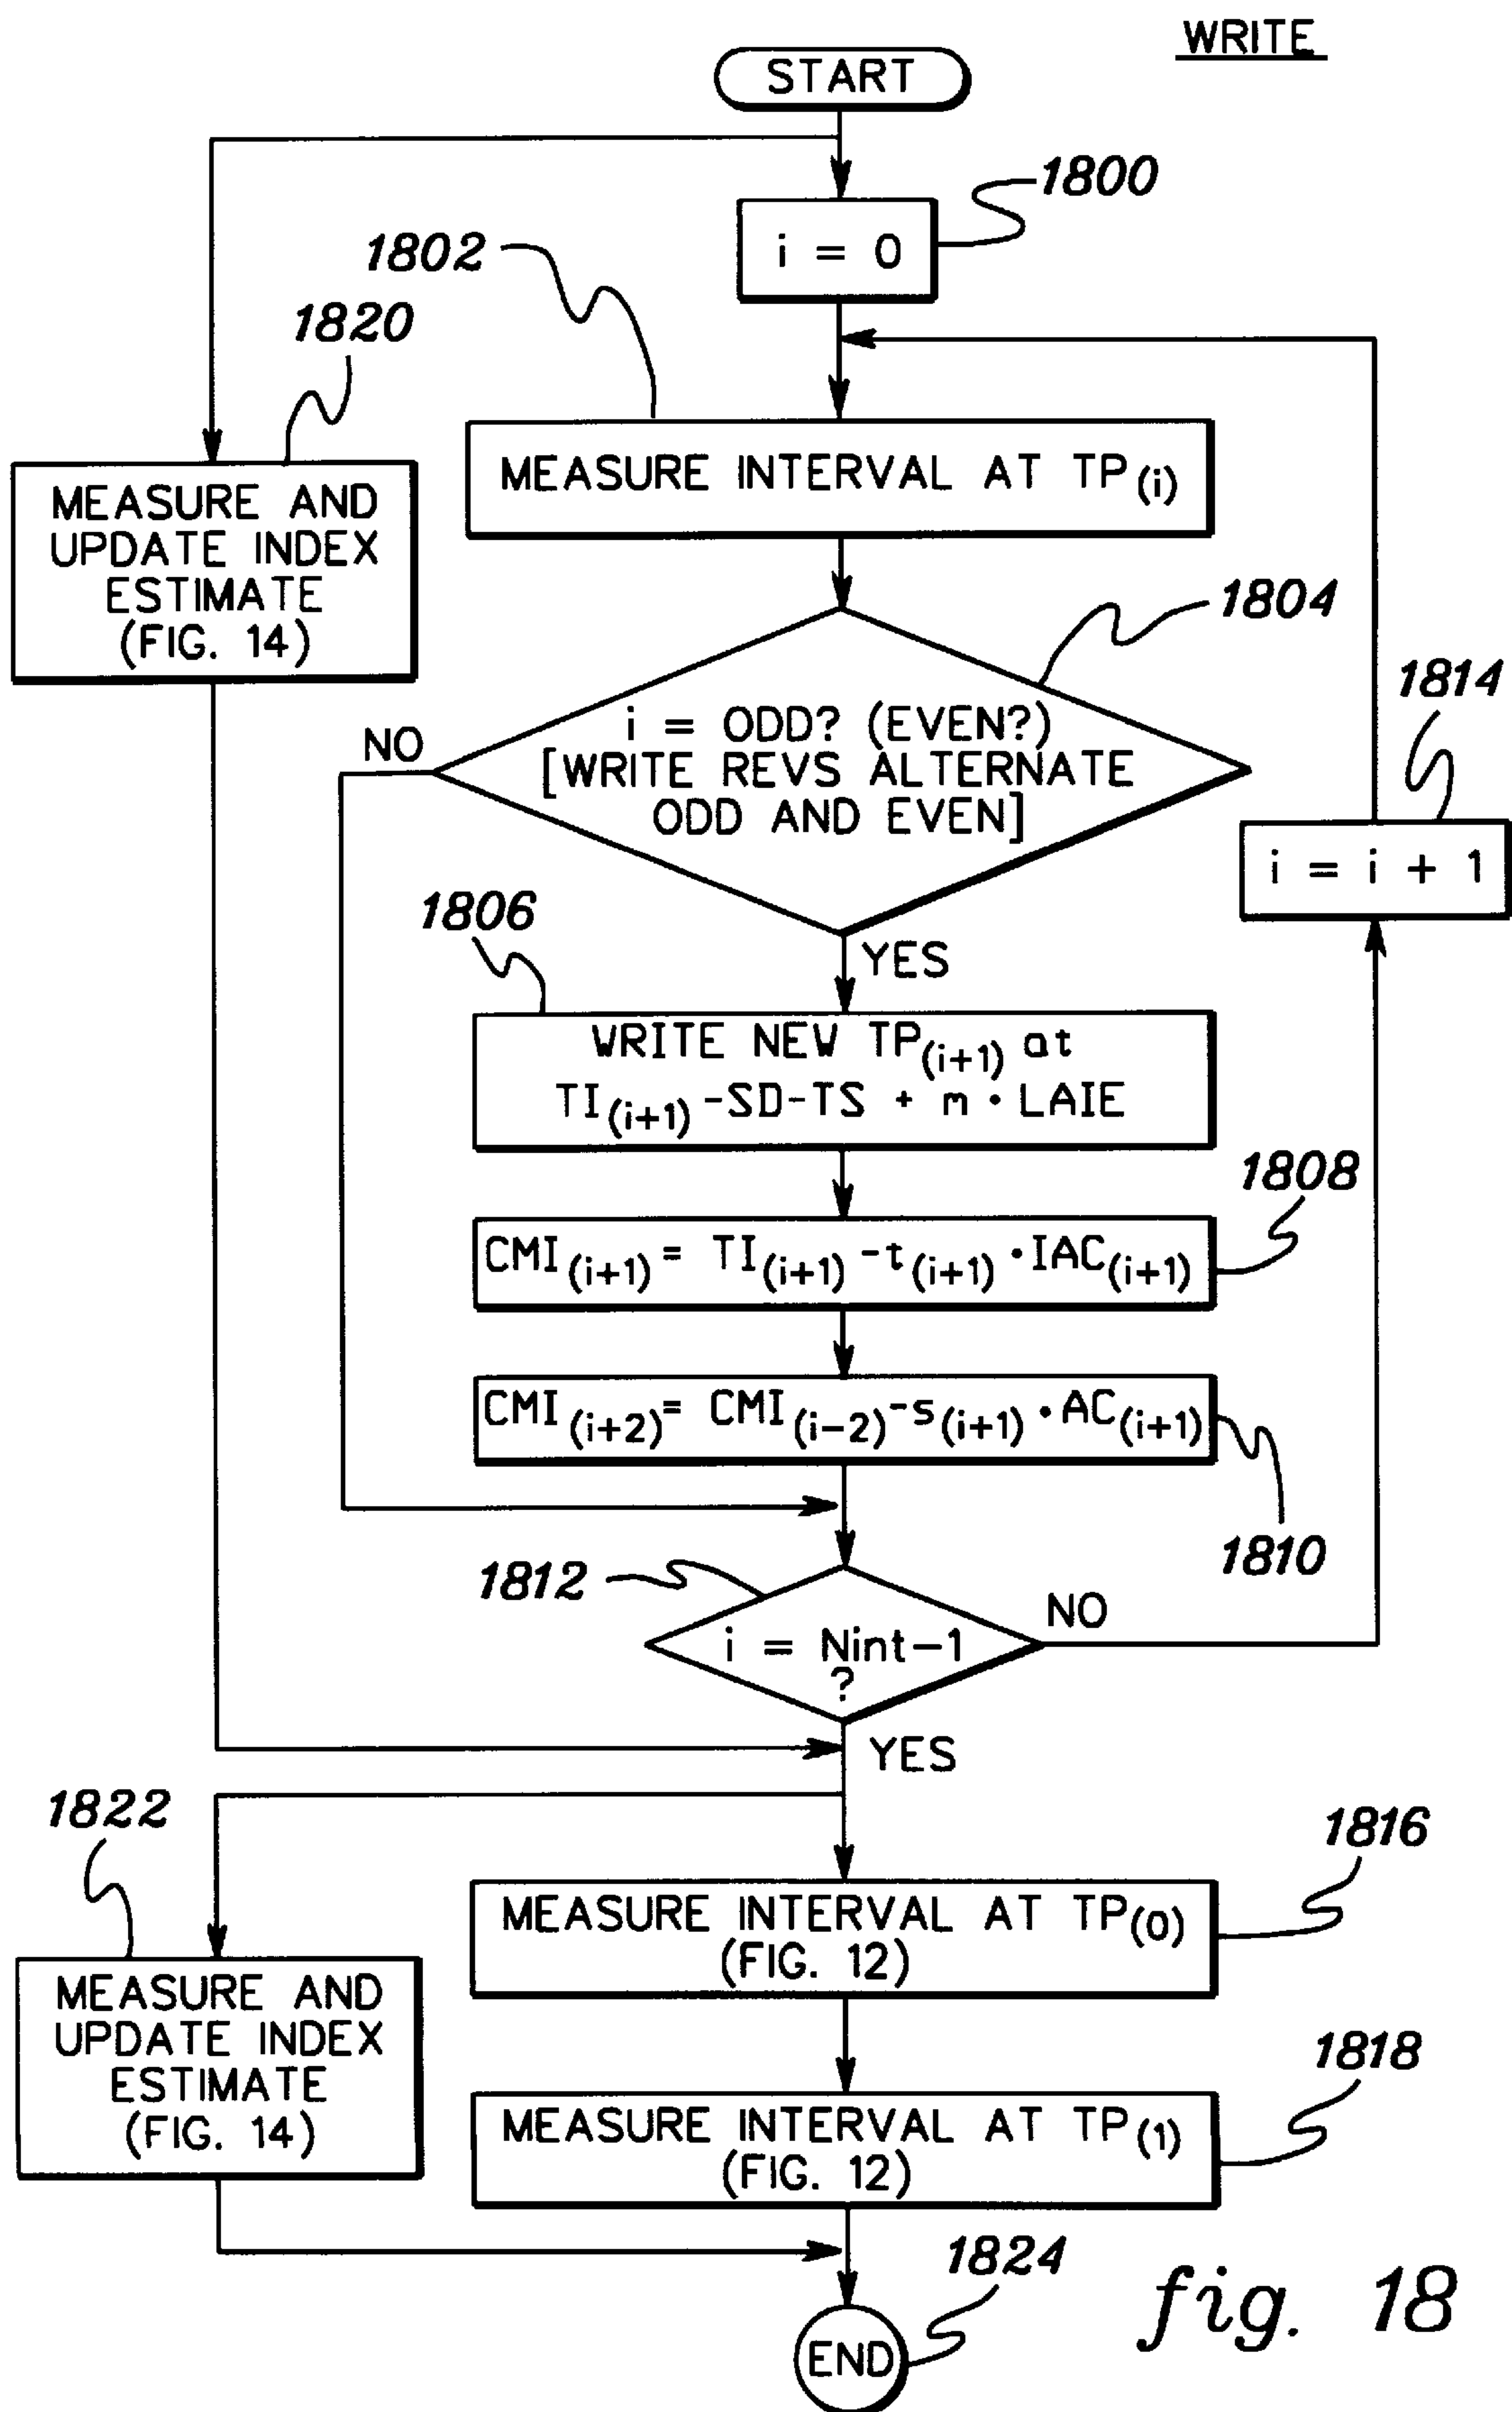 WRITE
START
1800
i = 0
1802
1820
MEASURE INTERVAL AT TP(i)
MEASURE AND
UPDATE INDEX
ESTIMATE
(FIG. 14)
1804
1814
NO
i = ODD? (EVEN?)
[WRITE REVS ALTERNATE
ODD AND EVEN]
i = i + 1
1806
YES
WRITE NEW TP(i+1) at
TI(i+1) -SD-TS + m • LAIE
1808
CMI(i+1) = TI(i+1) -t(i+1) • IAC(i+1)
CMI(i+2) = CMI(i-2) -s(i+1) • AC(i+1)
1810
1812
NO
i = Nint-1
?
YES
1822
1816
MEASURE INTERVAL AT TP(0)
(FIG. 12)
MEASURE AND
UPDATE INDEX
ESTIMATE
(FIG. 14)
1818
MEASURE INTERVAL AT TP(1)
(FIG. 12)
1824
END
fig. 18